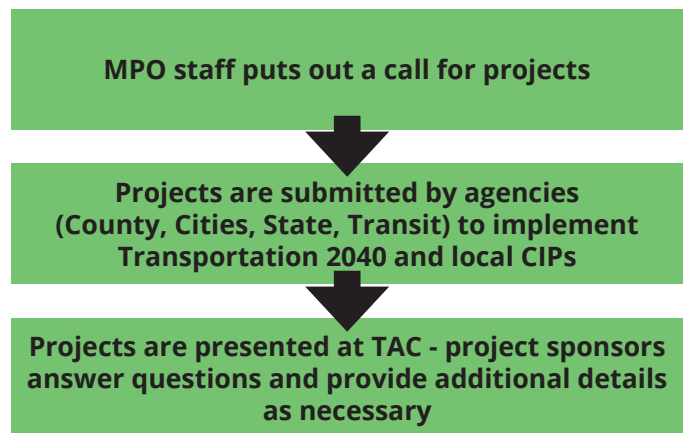 MPO staff puts out a call for projects
Projects are submitted by agencies
(County, Cities, State, Transit) to implement
Transportation 2040 and local CIPs
Projects are presented at TAC - project sponsors
answer questions and provide additional details
as necessary